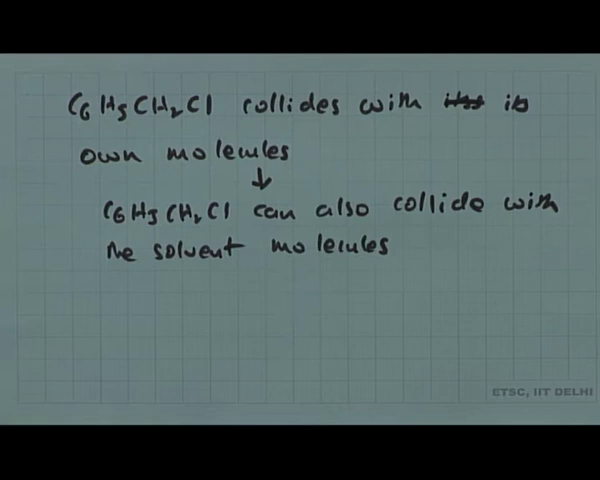 C6H5CH2Cl collides with its
own molecules
↓
C6H5CH2Cl can also collide with
the solvent molecules
ETSC, IIT DELHI